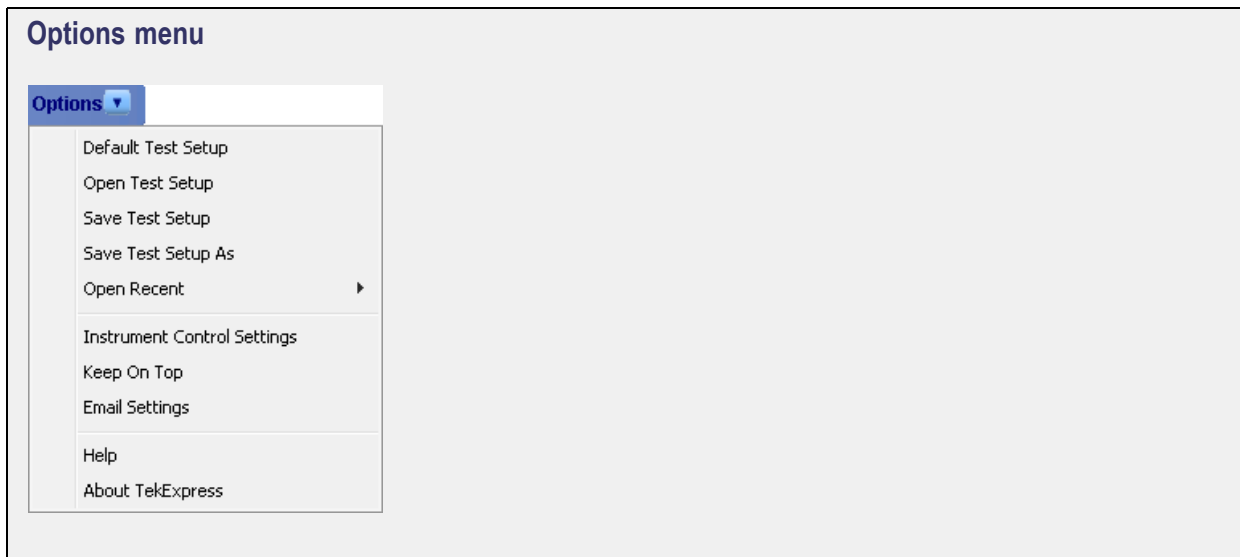 Options menu
Options
Default Test Setup
Open Test Setup
Save Test Setup
Save Test Setup As
Open Recent
Instrument Control Settings
Keep On Top
Email Settings
Help
About TekExpress